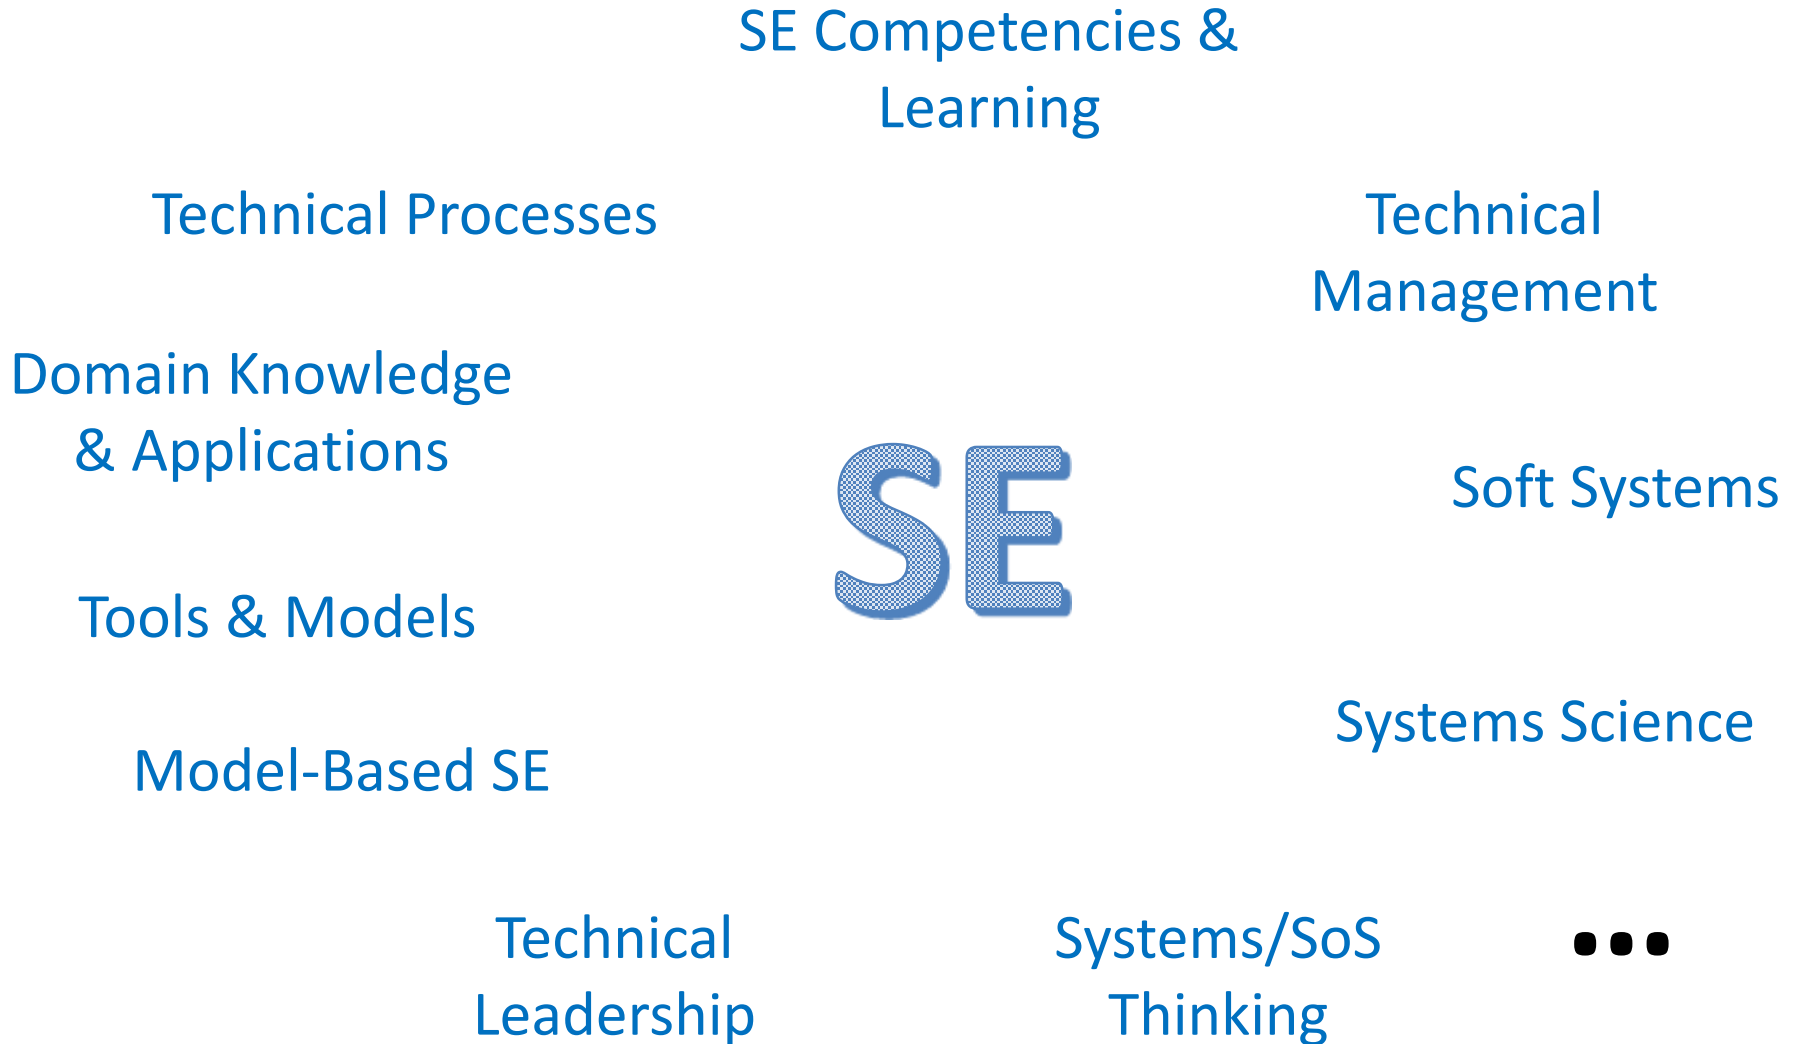 SE Competencies &
Learning
Technical Processes
Technical
Management
Domain Knowledge
& Applications
SE
Soft Systems
Tools & Models
Systems Science
Model-Based SE
Technical
Leadership
Systems/SoS
Thinking
...